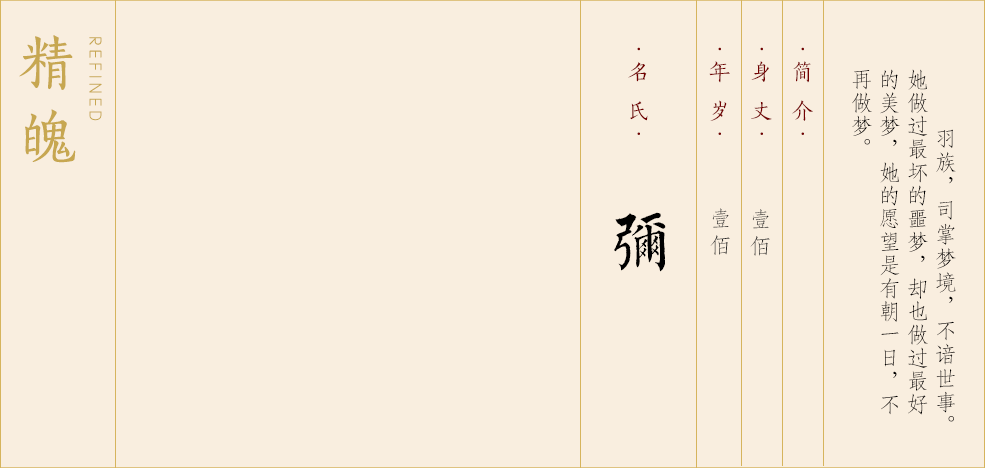 精魄
REFINED
·名氏·
彌
·年岁·
壹佰
·身丈·
壹佰
·简介·
羽族，司掌梦境，不谙世事。
她做过最坏的噩梦，却也做过最好
的美梦，她的愿望是有朝一日，不
再做梦。